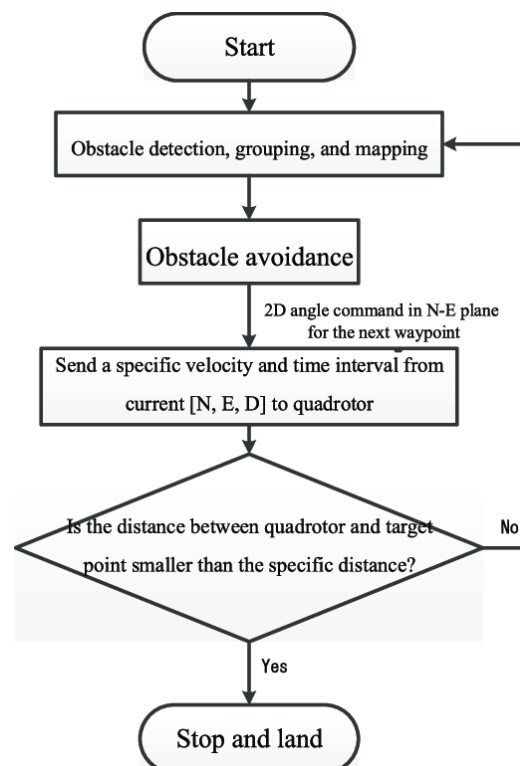 Start
Obstacle detection, grouping, and mapping
Obstacle avoidance
2D angle command in N-E plane
for the next waypoint
Send a specific velocity and time interval from
current [N, E, D] to quadrotor
Is the distance between quadrotor and target
point smaller than the specific distance?
No
Yes
Stop and land